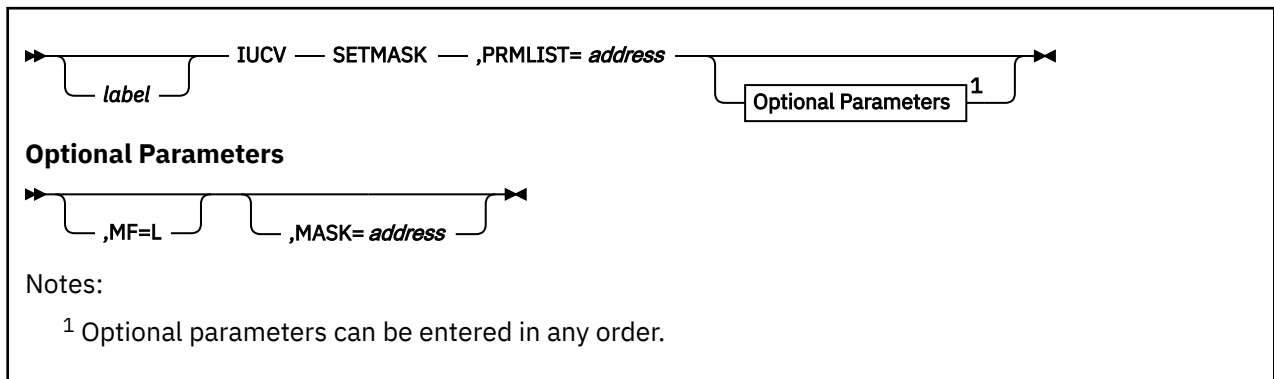 IUCV SETMASK ,PRMLIST= address
label
Optional Parameters 1
Optional Parameters
,MF=L ,MASK= address
Notes:
1 Optional parameters can be entered in any order.